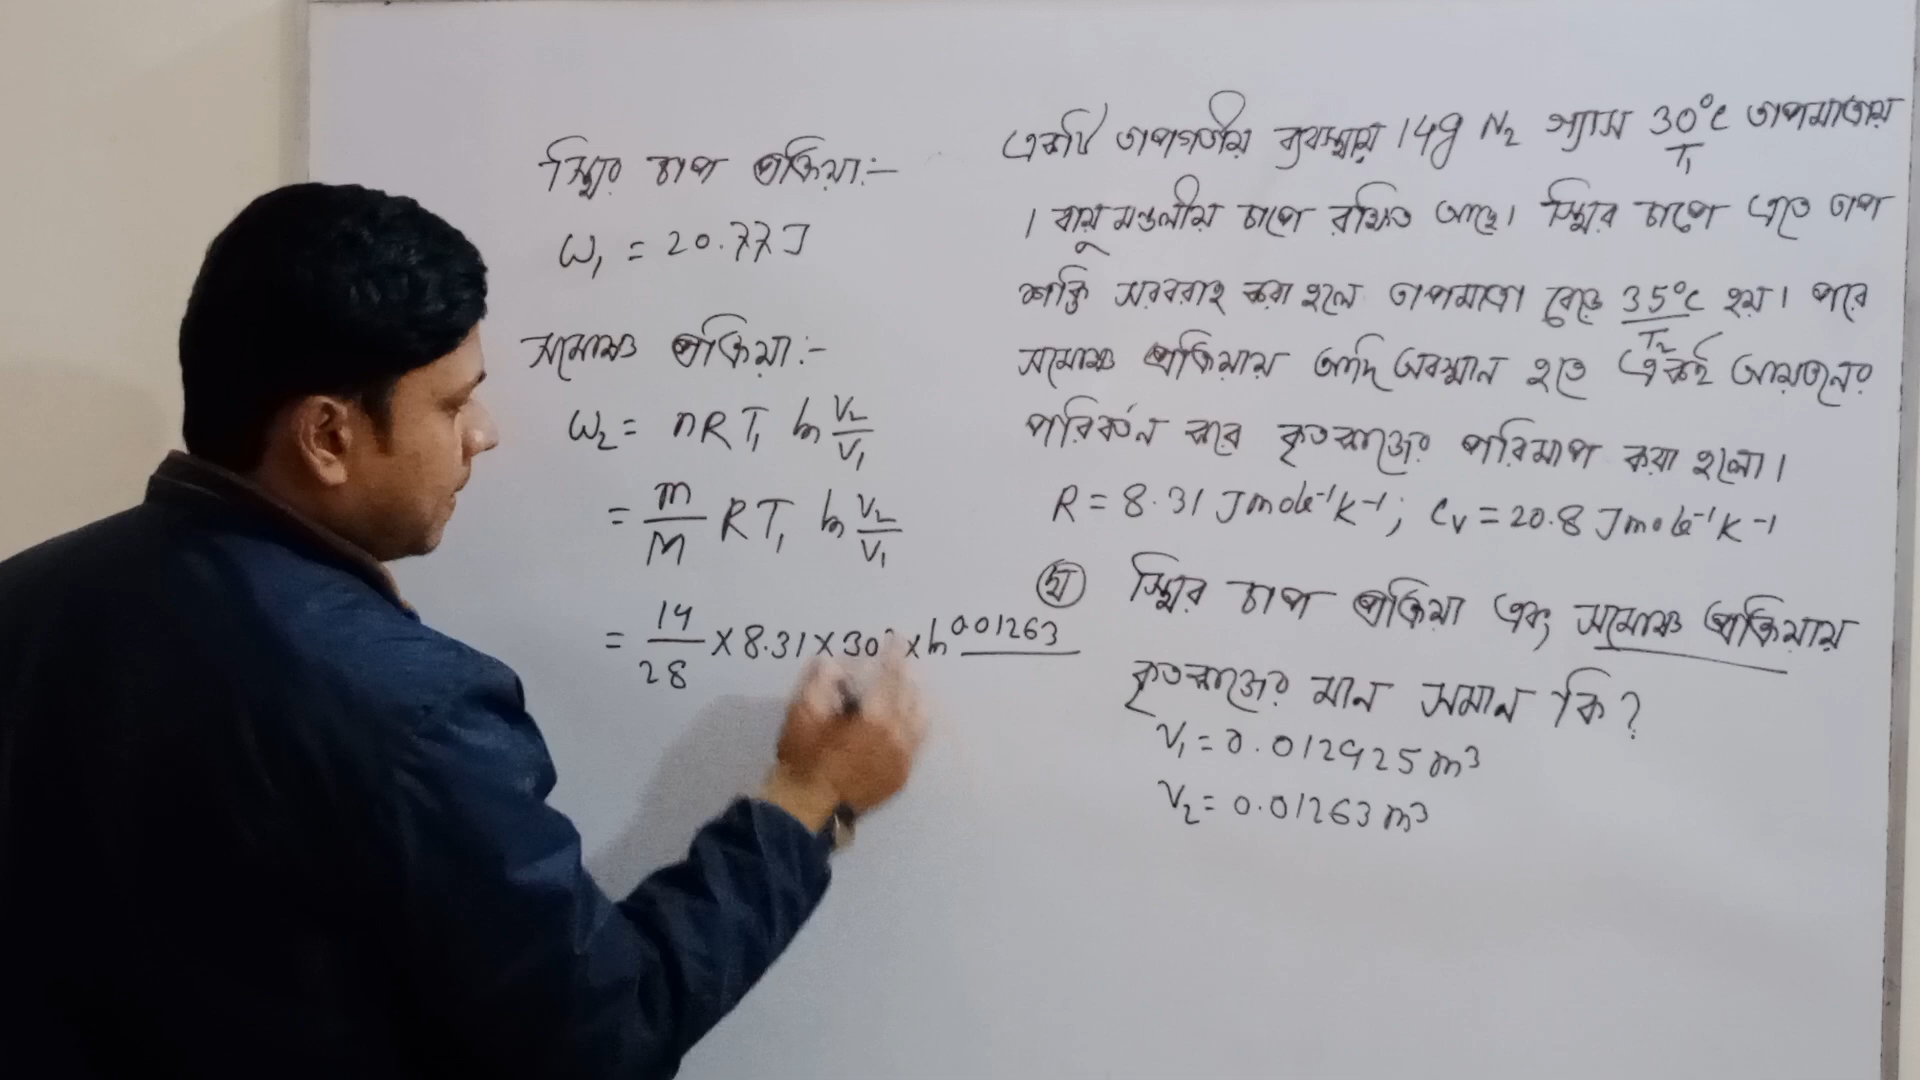 স্থির চাপ প্রক্রিয়া:–
W₁ = 20.77J
সমোষ্ণ প্রক্রিয়া:–
W₂ = nRT₁ ln V₂/V₁
= m/M RT₁ ln V₂/V₁
= 14/28 × 8.31 × 303 × ln 0.01263
একটি তাপগতীয় ব্যবস্থায় 14g N₂ গ্যাস 30°C তাপমাত্রায়
T₁
1 বায়ুমন্ডলীয় চাপে রক্ষিত আছে। স্থির চাপে এতে তাপ
শক্তি সরবরাহ করা হলে তাপমাত্রা বেড়ে 35°C হয়। পরে
T₂
সমোষ্ণ প্রক্রিয়ায় আদি অবস্থান হতে একই আয়তনের
পরিবর্তন করে কৃতকাজের পরিমাপ করা হলো।
R = 8.31 Jmole⁻¹K⁻¹; Cv = 20.8 Jmole⁻¹K⁻¹
ঘ স্থির চাপ প্রক্রিয়া এবং সমোষ্ণ প্রক্রিয়ায়
কৃতকাজের মান সমান কি?
V₁ = 0.012425 m³
V₂ = 0.01263 m³